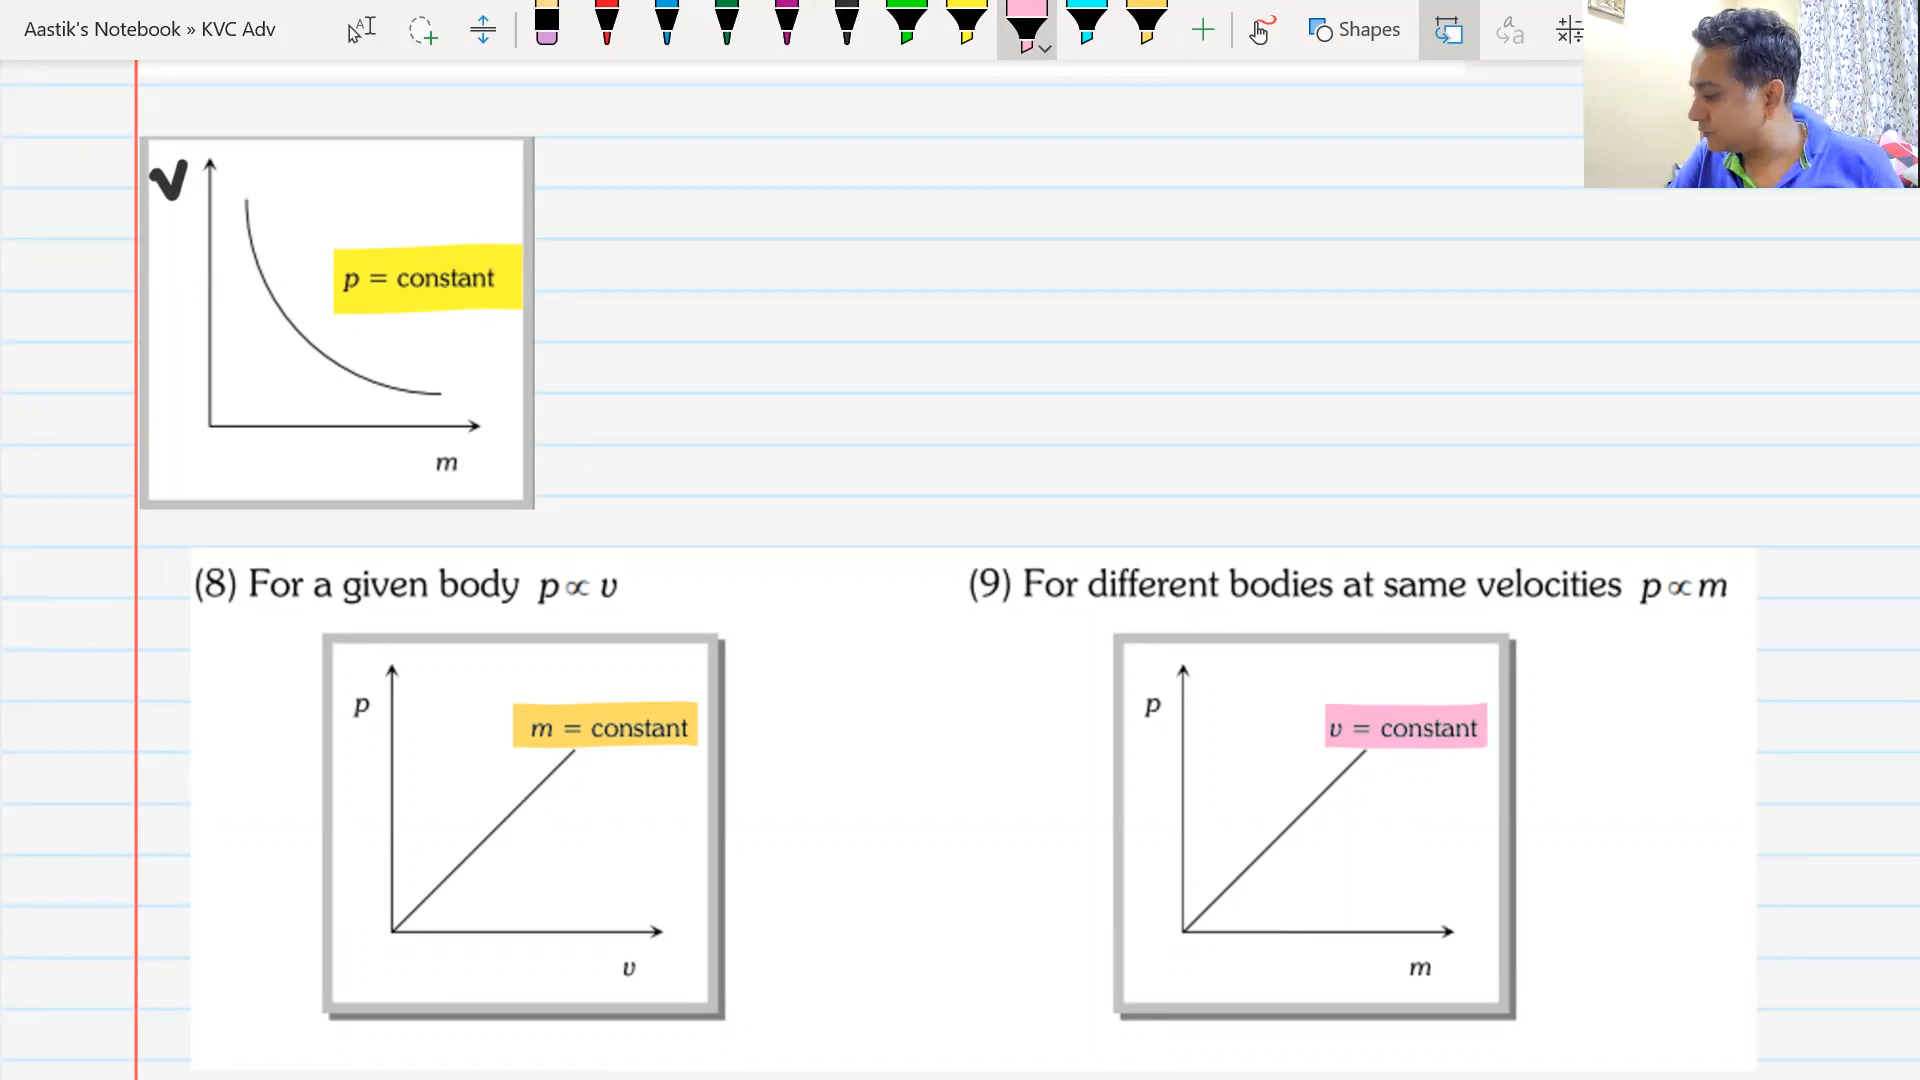 Aastik's Notebook » KVC Adv
Shapes
v
p = constant
m
(8) For a given body p ∝ υ
(9) For different bodies at same velocities p ∝ m
p
m = constant
υ
p
υ = constant
m